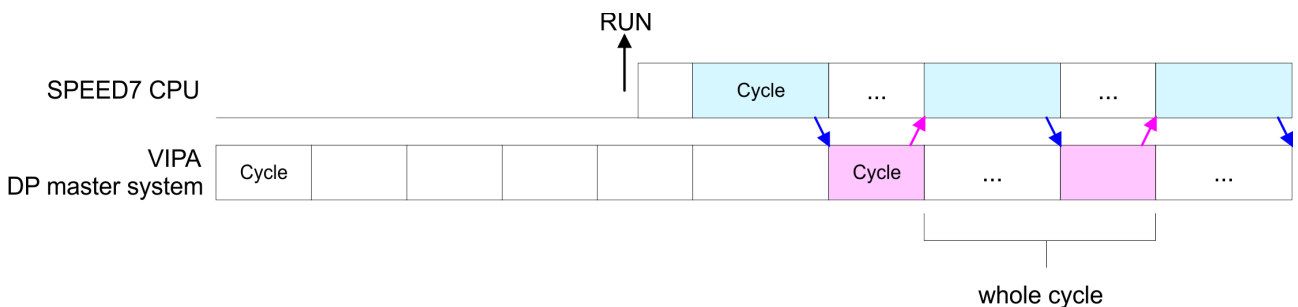 RUN
SPEED7 CPU
Cycle
...
...
VIPA
DP master system
Cycle
Cycle
...
...
whole cycle